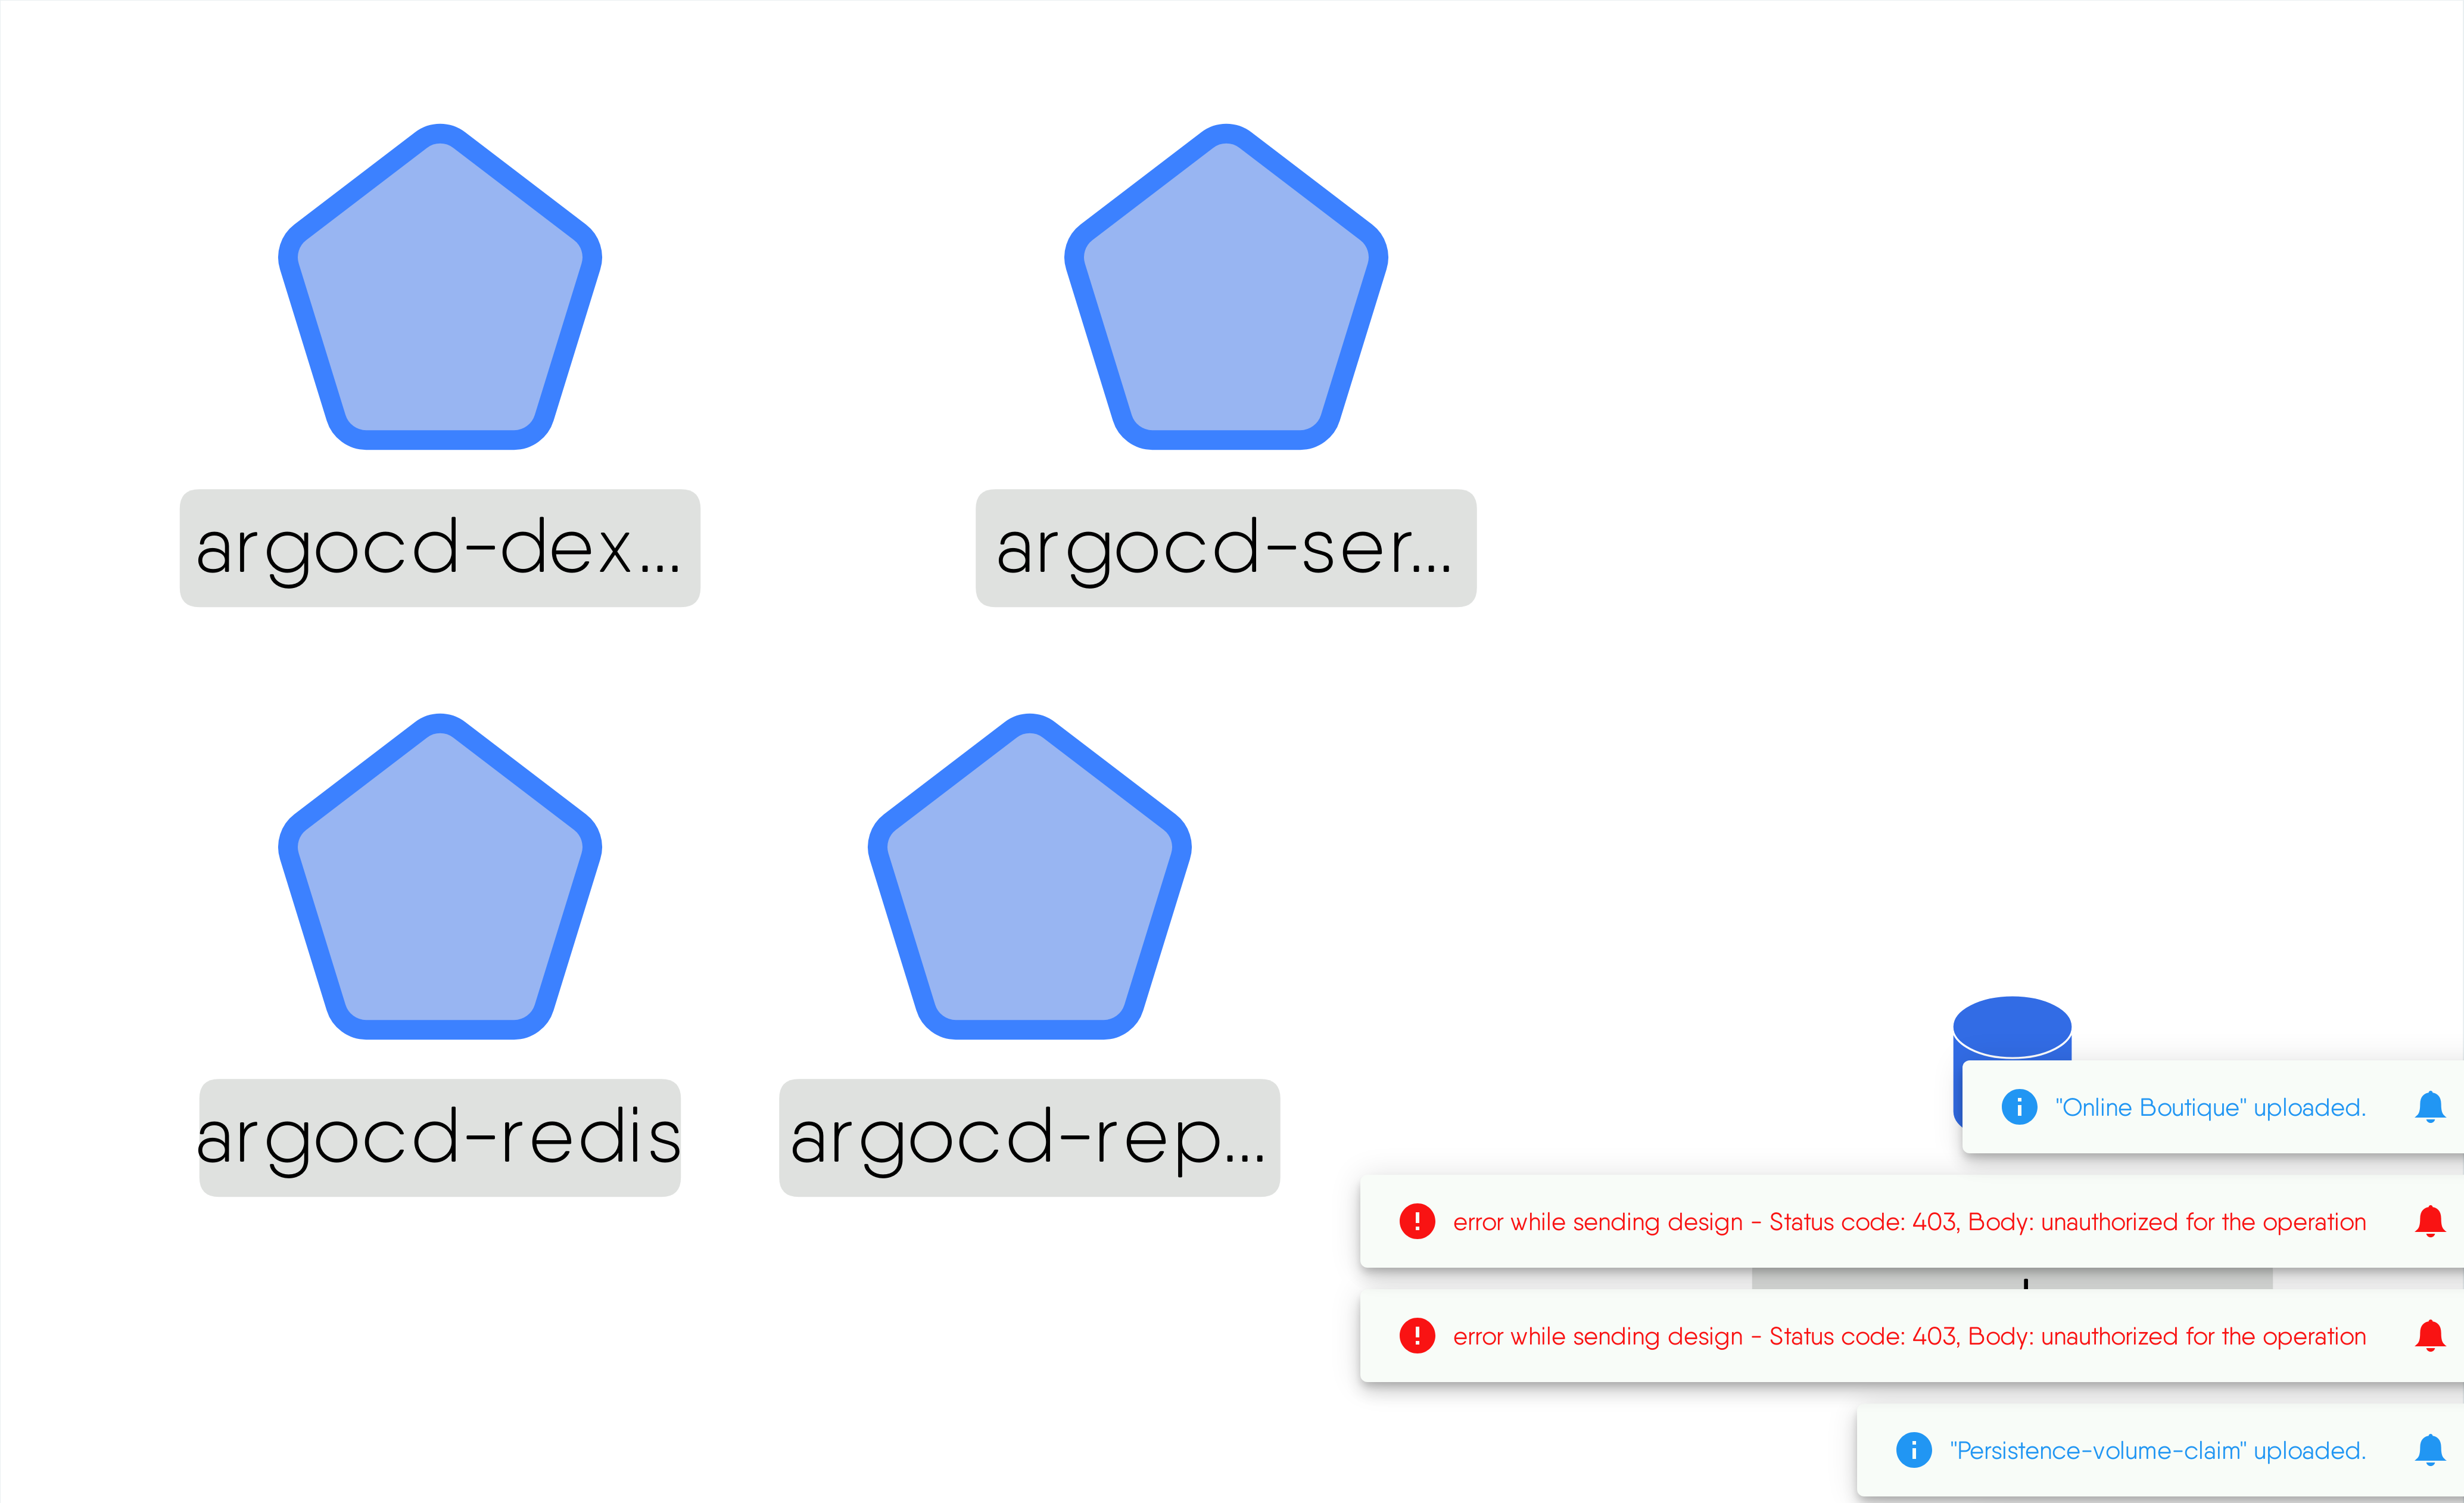 argocd-dex...
argocd-ser...
argocd-redis
argocd-rep...
"Online Boutique" uploaded.
error while sending design - Status code: 403, Body: unauthorized for the operation
error while sending design - Status code: 403, Body: unauthorized for the operation
"Persistence-volume-claim" uploaded.